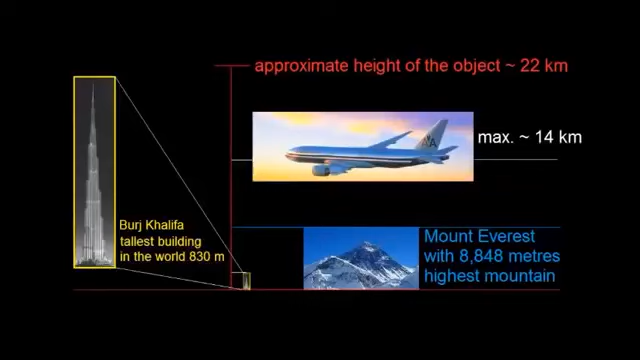 approximate height of the object ~ 22 km
max. ~ 14 km
Burj Khalifa
tallest building
in the world 830 m
Mount Everest
with 8,848 metres
highest mountain
AA